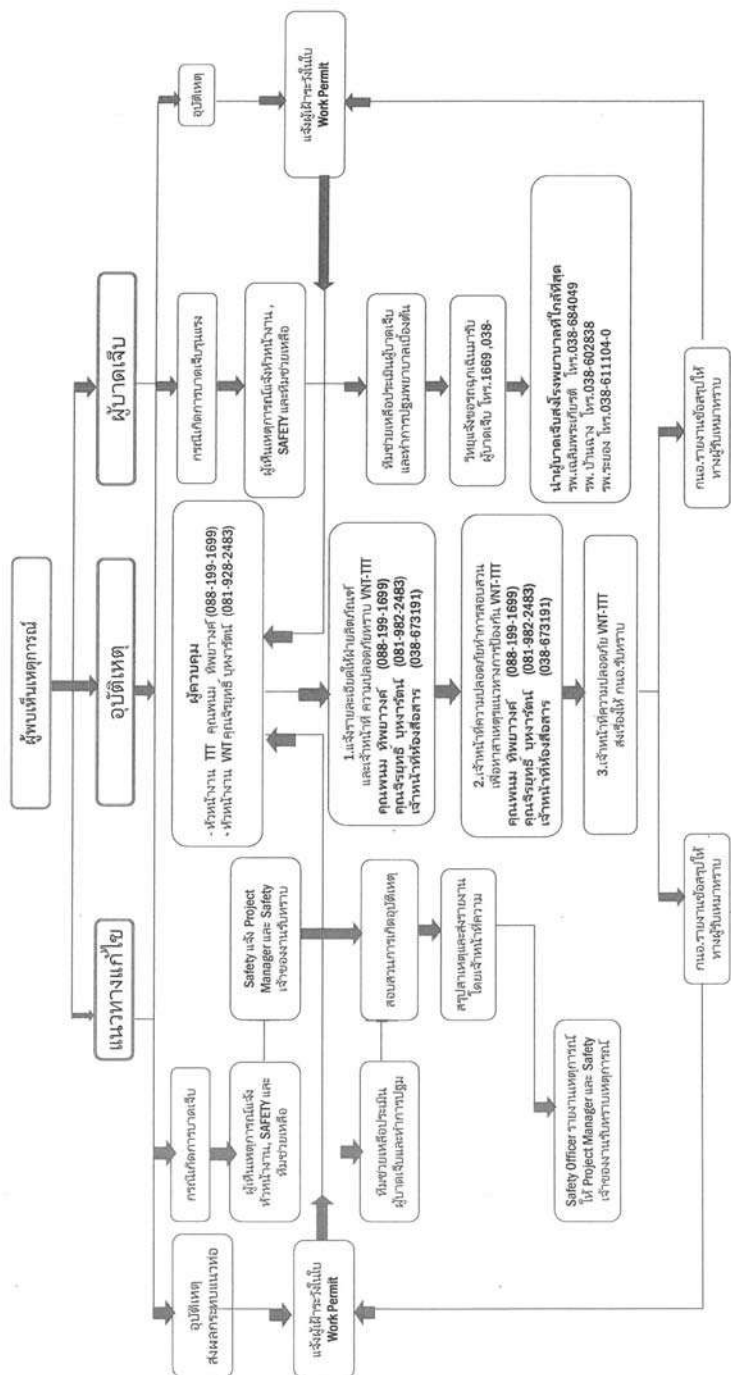 ผู้พบเห็นเหตุการณ์
แนวทางแก้ไข
อุบัติเหตุ
ผู้บาดเจ็บ
อุบัติเหตุ
ส่งผลกระทบแนวท่อ
แจ้งผู้เฝ้าระวังในใบ
Work Permit
กรณีเกิดการบาดเจ็บ
ผู้เห็นเหตุการณ์แจ้ง
หัวหน้างาน, SAFETY และ
ทีมช่วยเหลือ
ทีมช่วยเหลือประเมิน
ผู้บาดเจ็บและทำการปฐม
Safety แจ้ง Project
Manager และ Safety
เจ้าของงานรับทราบ
สอบสวนการเกิดอุบัติเหตุ
สรุปสาเหตุและส่งรายงาน
โดยเจ้าหน้าที่ความ
Safety Officer รายงานเหตุการณ์
ให้ Project Manager และ Safety
เจ้าของงานรับทราบเหตุการณ์
ผู้ควบคุม
- หัวหน้างาน TTT คุณพนม ทิพยาวงศ์ (088-199-1699)
• หัวหน้างาน VNT คุณจิรยุทธ์ บุหงารัตน์ (081-928-2483)
1.แจ้งรายละเอียดให้ฝ่ายผลิตภัณฑ์
และเจ้าหน้าที่ ความปลอดภัยทราบ VNT-TTT
คุณพนม ทิพยาวงศ์ (088-199-1699)
คุณจิรยุทธ์ บุหงารัตน์ (081-982-2483)
เจ้าหน้าที่ห้องสื่อสาร (038-673191)
2.เจ้าหน้าที่ความปลอดภัยทำการสอบสวน
เพื่อหาสาเหตุรแนวทางการป้องกัน VNT-TTT
คุณพนม ทิพยาวงศ์ (088-199-1699)
คุณจิรยุทธ์ บุหงารัตน์ (081-982-2483)
เจ้าหน้าที่ห้องสื่อสาร (038-673191)
3.เจ้าหน้าที่ความปลอดภัย VNT-TTT
ส่งเรื่องให้ กนอ.รับทราบ
กนอ.รายงานข้อสรุปให้
ทางผู้รับเหมาทราบ
กรณีเกิดการบาดเจ็บรุนแรง
ผู้เห็นเหตุการณ์แจ้งหัวหน้างาน ,
SAFETY และทีมช่วยเหลือ
ทีมช่วยเหลือประเมินผู้บาดเจ็บ
และทำการปฐมพยาบาลเบื้องต้น
วิทยุแจ้งขอรถฉุกเฉินมารับ
ผู้บาดเจ็บ โทร.1669 ,038-
นำผู้บาดเจ็บส่งโรงพยาบาลที่ใกล้ที่สุด
รพ.เฉลิมพระเกียรติ โทร.038-684049
รพ. บ้านฉาง โทร.038-602838
รพ.ระยอง โทร.038-611104-0
อุบัติเหตุ
แจ้งผู้เฝ้าระวังในใบ
Work Permit
กนอ.รายงานข้อสรุปให้
ทางผู้รับเหมาทราบ